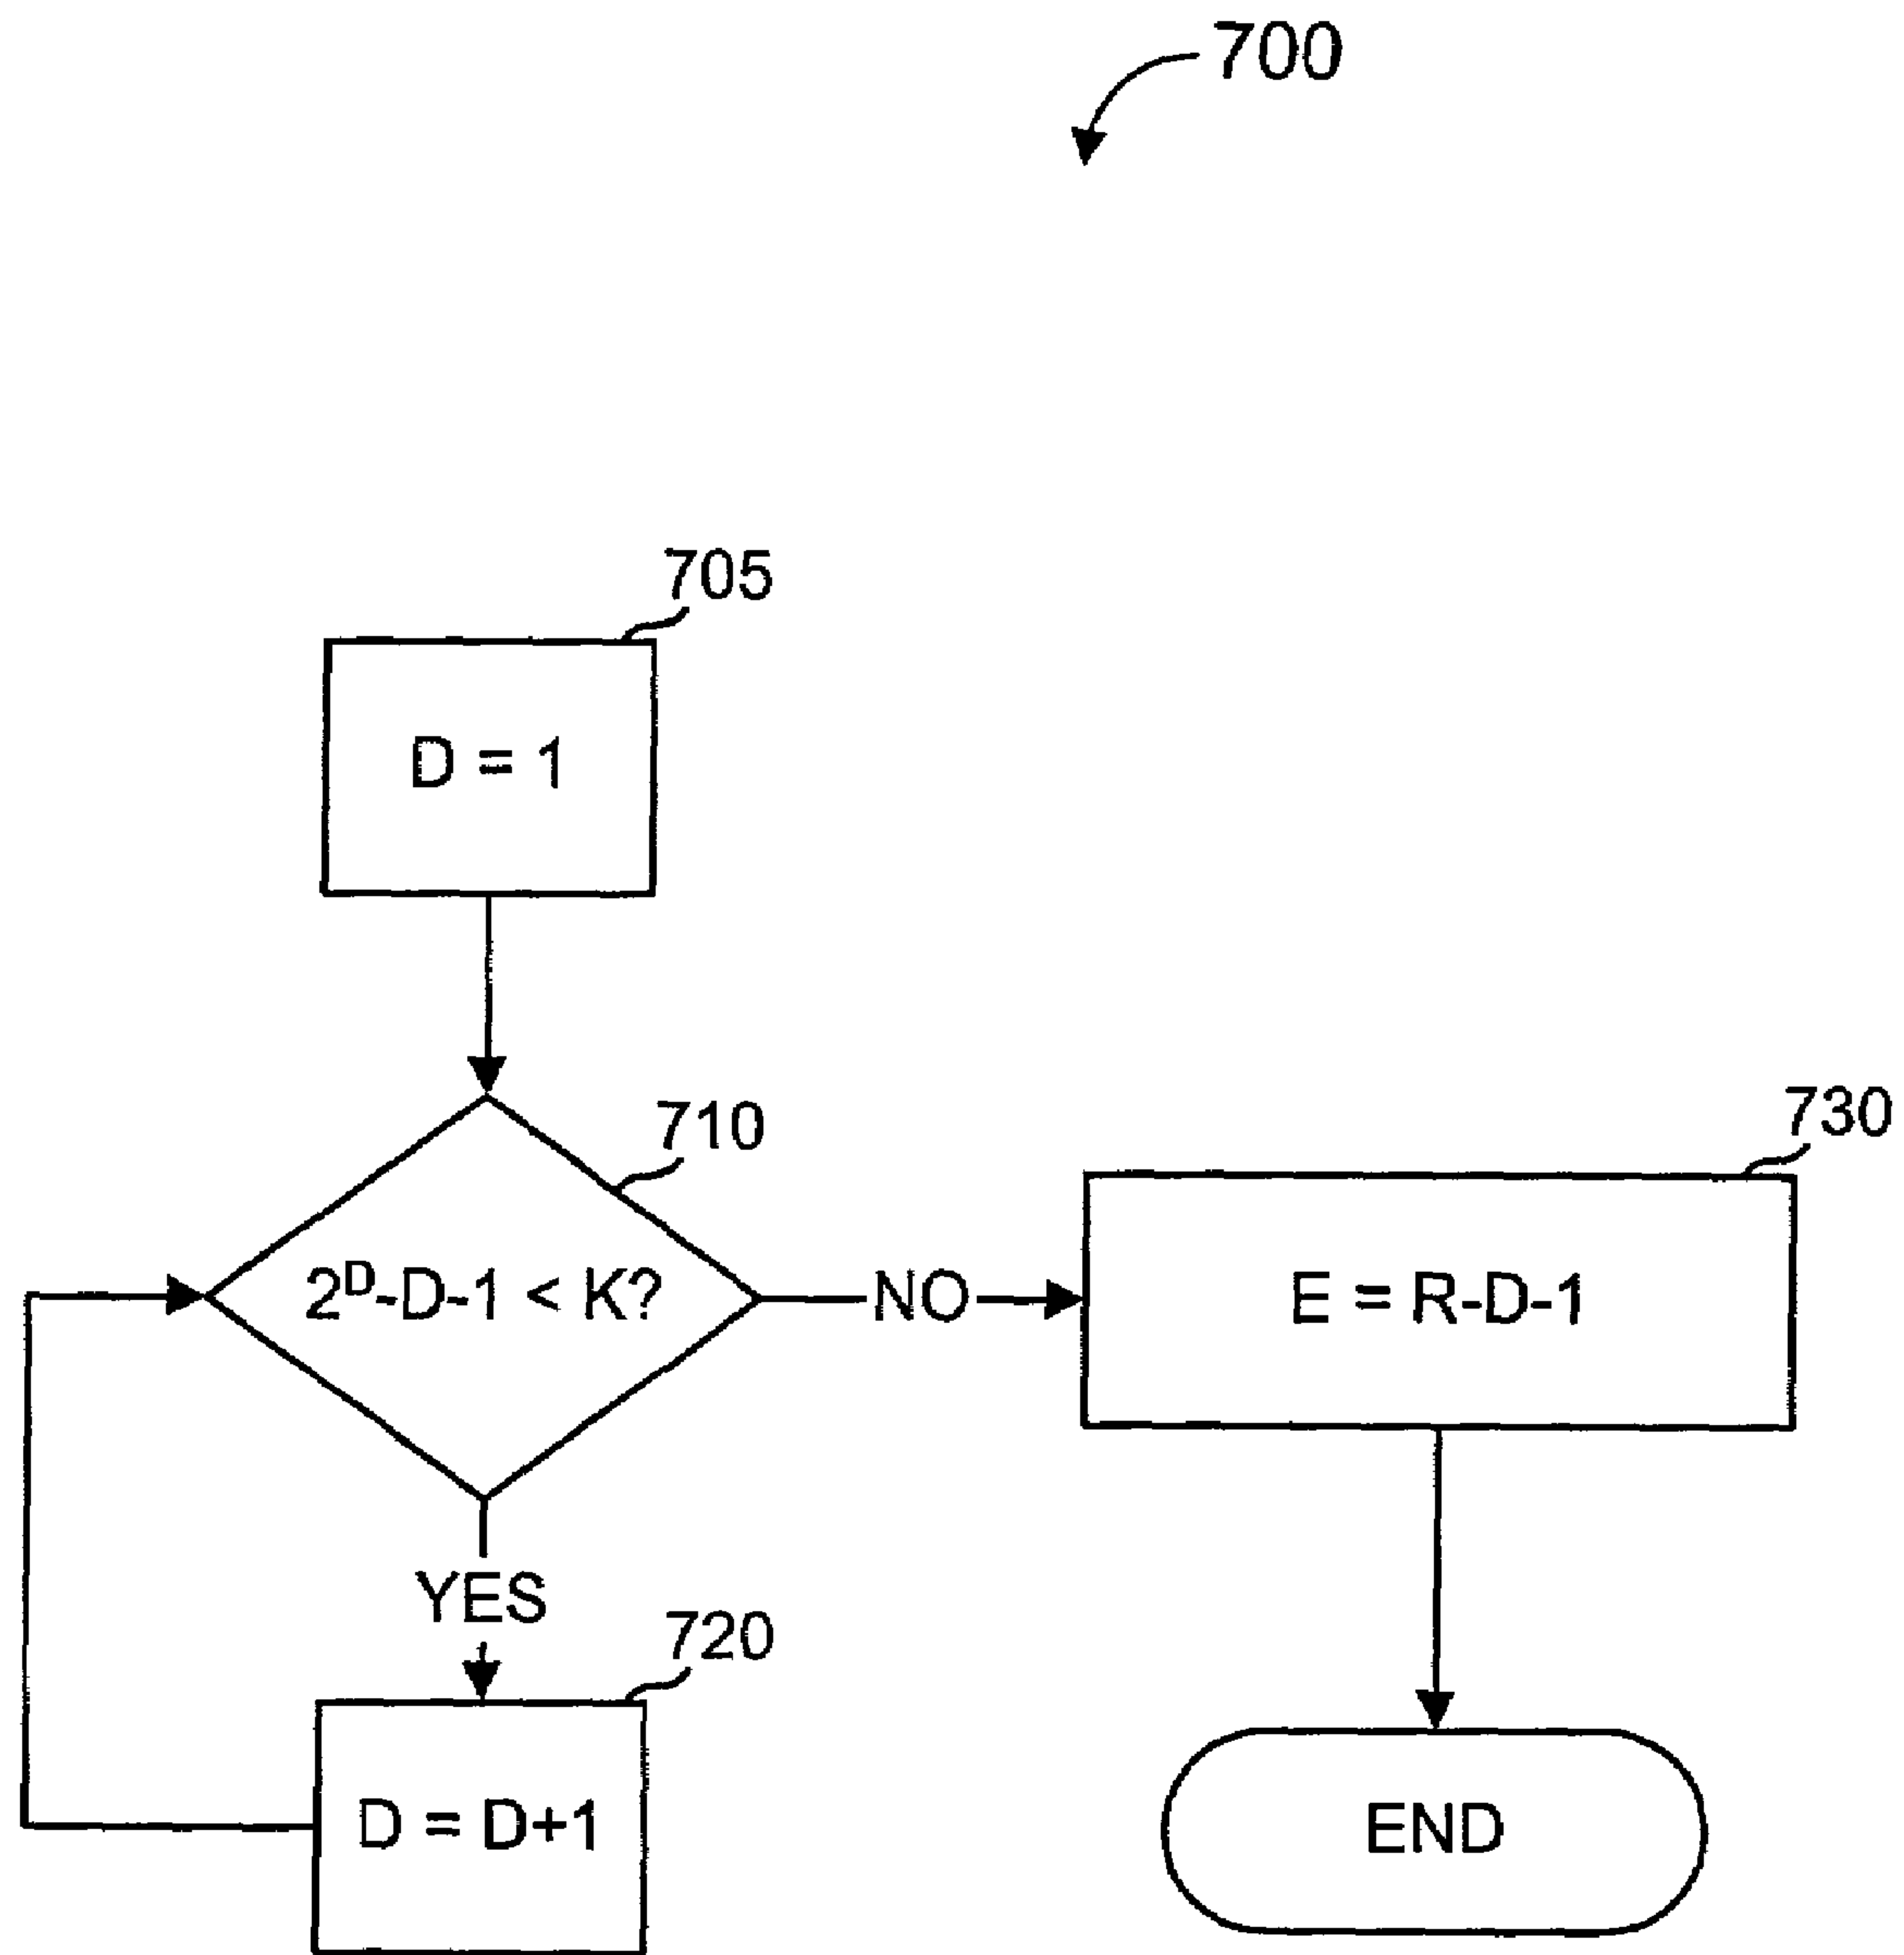 700
705
D = 1
710
2ᴰ-D-1 < K?
NO
730
E = R-D-1
YES
720
D = D+1
END